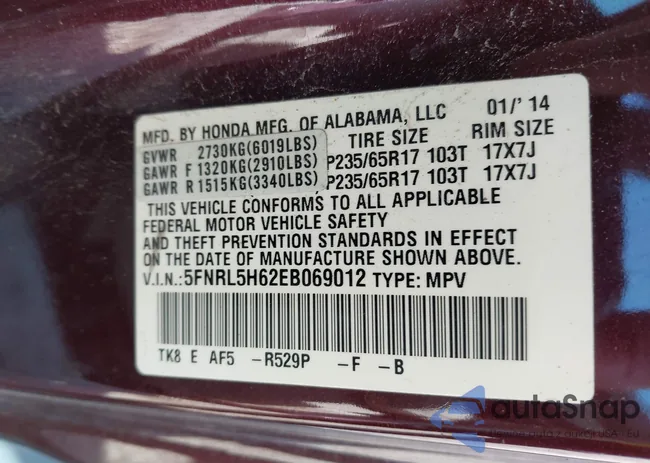 MFD. BY HONDA MFG. OF ALABAMA, LLC 01/' 14
TIRE SIZE RIM SIZE
GVWR 2730KG(6019LBS)
GAWR F 1320KG(2910LBS) P235/65R17 103T 17X7J
GAWR R 1515KG(3340LBS) P235/65R17 103T 17X7J
THIS VEHICLE CONFORMS TO ALL APPLICABLE
FEDERAL MOTOR VEHICLE SAFETY
AND THEFT PREVENTION STANDARDS IN EFFECT
ON THE DATE OF MANUFACTURE SHOWN ABOVE.
V.I.N.:5FNRL5H62EB069012 TYPE: MPV
TK8 E AF5 -R529P -F -B
autoSnap